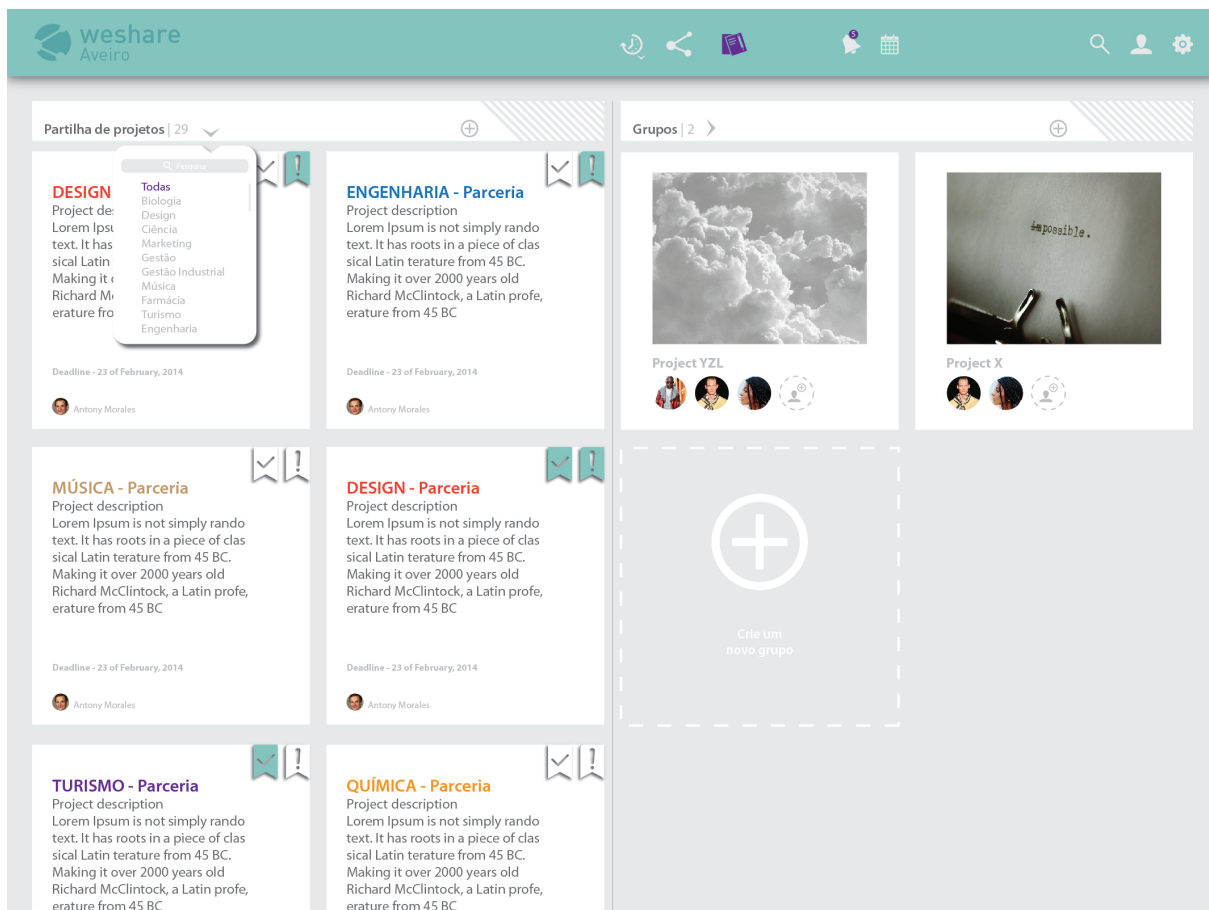 weshare
Aveiro
5
Partilha de projetos | 29
Pesquisa
Todas
Biologia
Design
Ciência
Marketing
Gestão
Gestão Industrial
Música
Farmácia
Turismo
Engenharia
DESIGN
Project des
Lorem Ipsu
text. It has
sical Latin
Making it o
Richard Mc
erature fro
Deadline - 23 of February, 2014
Antony Morales
ENGENHARIA - Parceria
Project description
Lorem Ipsum is not simply rando
text. It has roots in a piece of clas
sical Latin terature from 45 BC.
Making it over 2000 years old
Richard McClintock, a Latin profe,
erature from 45 BC
Deadline - 23 of February, 2014
Antony Morales
MÚSICA - Parceria
Project description
Lorem Ipsum is not simply rando
text. It has roots in a piece of clas
sical Latin terature from 45 BC.
Making it over 2000 years old
Richard McClintock, a Latin profe,
erature from 45 BC
Deadline - 23 of February, 2014
Antony Morales
DESIGN - Parceria
Project description
Lorem Ipsum is not simply rando
text. It has roots in a piece of clas
sical Latin terature from 45 BC.
Making it over 2000 years old
Richard McClintock, a Latin profe,
erature from 45 BC
Deadline - 23 of February, 2014
Antony Morales
TURISMO - Parceria
Project description
Lorem Ipsum is not simply rando
text. It has roots in a piece of clas
sical Latin terature from 45 BC.
Making it over 2000 years old
Richard McClintock, a Latin profe,
erature from 45 BC
QUÍMICA - Parceria
Project description
Lorem Ipsum is not simply rando
text. It has roots in a piece of clas
sical Latin terature from 45 BC.
Making it over 2000 years old
Richard McClintock, a Latin profe,
erature from 45 BC
Grupos | 2
Project YZL
impossible.
Project X
Crie um
novo grupo